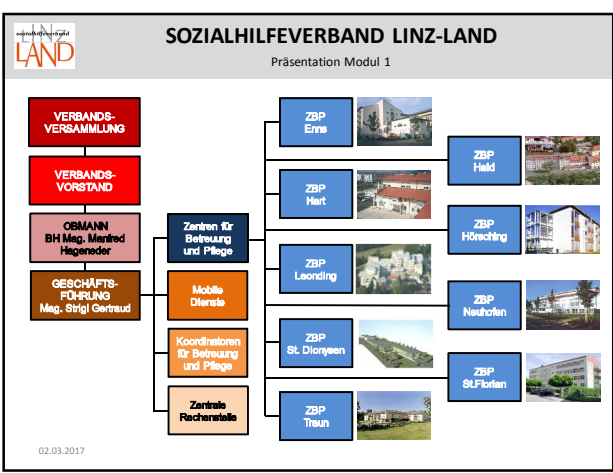 sozialhilfeverband
LINZ
LAND
SOZIALHILFEVERBAND LINZ-LAND
Präsentation Modul 1
VERBANDS-
VERSAMMLUNG
VERBANDS-
VORSTAND
OBMANN
BH Mag. Manfred
Hageneder
GESCHÄFTS-
FÜHRUNG
Mag. Strigl Gertraud
Zentren für
Betreuung
und Pflege
Mobile
Dienste
Koordinatoren
für Betreuung
und Pflege
Zentrale
Rechenstelle
ZBP
Enns
ZBP
Hart
ZBP
Leonding
ZBP
St. Dionysen
ZBP
Traun
ZBP
Haid
ZBP
Hörsching
ZBP
Neuhofen
ZBP
St.Florian
02.03.2017